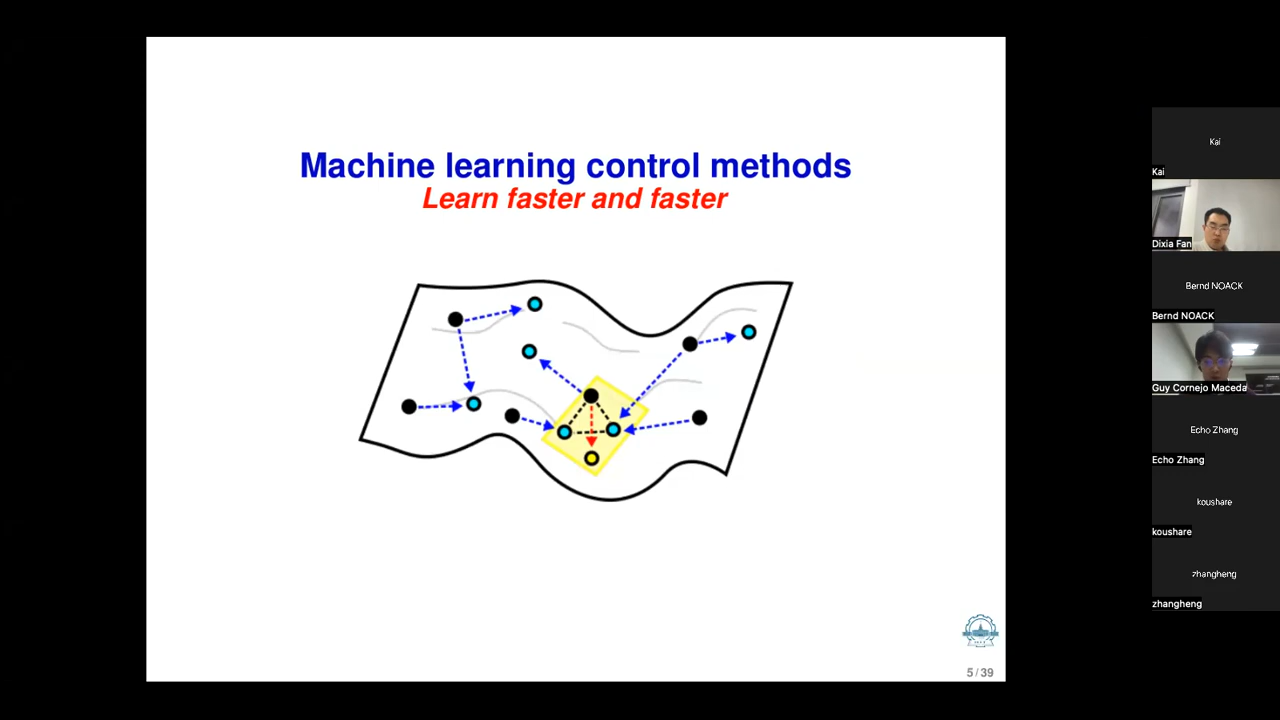 Machine learning control methods
Learn faster and faster
5 / 39
Kai
Kai
Dixia Fan
Bernd NOACK
Bernd NOACK
Guy Cornejo Maceda
Echo Zhang
Echo Zhang
koushare
koushare
zhangheng
zhangheng